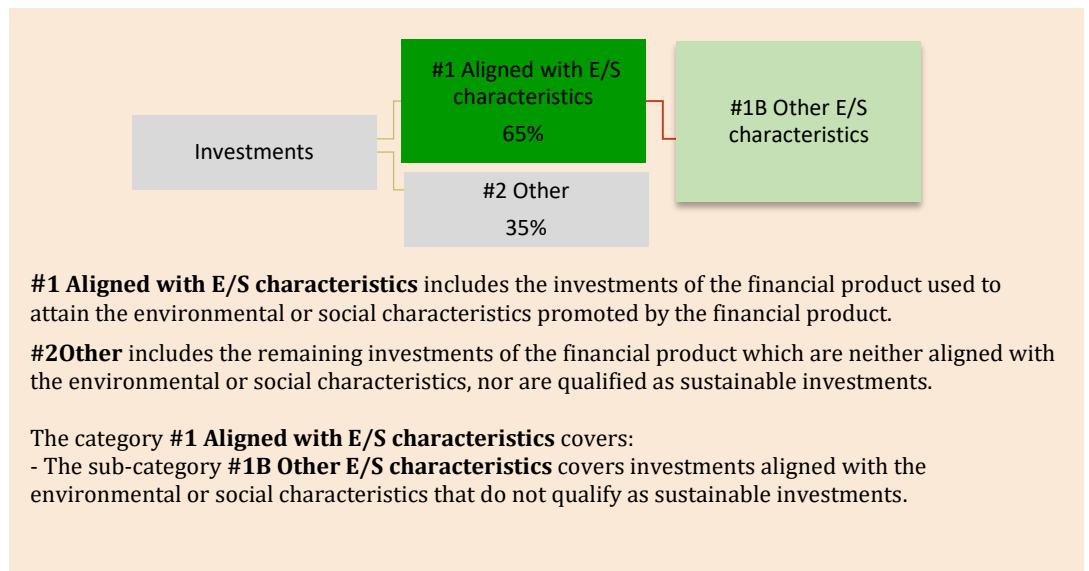 #1 Aligned with E/S
characteristics
65%
#1B Other E/S
characteristics
Investments
#2 Other
35%
#1 Aligned with E/S characteristics includes the investments of the financial product used to
attain the environmental or social characteristics promoted by the financial product.
#2Other includes the remaining investments of the financial product which are neither aligned with
the environmental or social characteristics, nor are qualified as sustainable investments.
The category #1 Aligned with E/S characteristics covers:
- The sub-category #1B Other E/S characteristics covers investments aligned with the
environmental or social characteristics that do not qualify as sustainable investments.